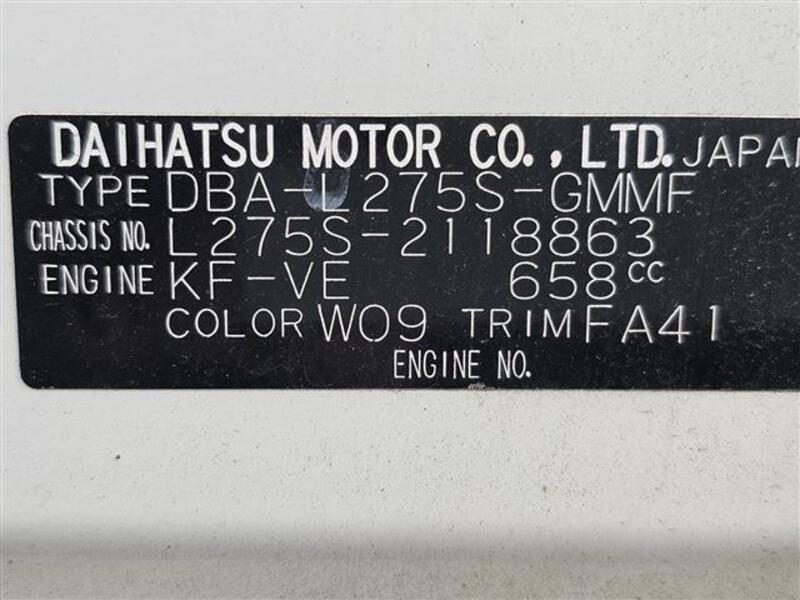 DAIHATSU MOTOR CO., LTD. JAPAN
TYPE DBA-L275S-GMMF
CHASSIS NO. L275S-2118863
ENGINE KF-VE 658cc
COLOR W09 TRIM FA41
ENGINE NO.